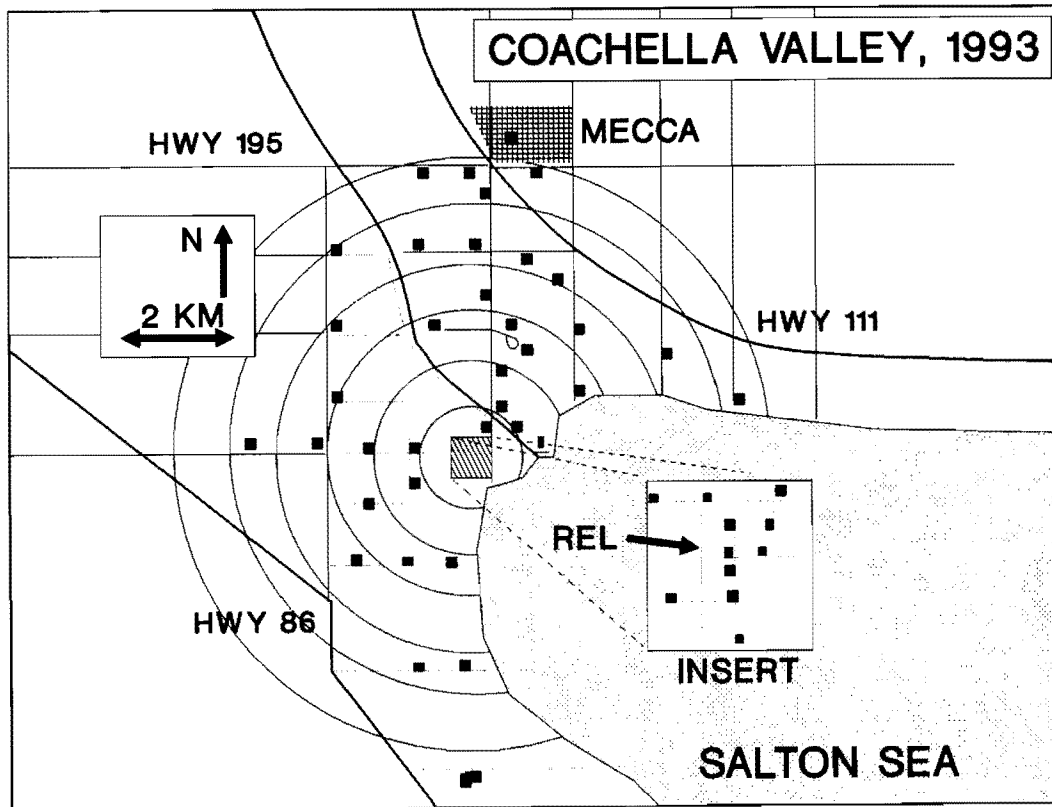 COACHELLA VALLEY, 1993
MECCA
HWY 195
N
2 KM
HWY 111
REL
HWY 86
INSERT
SALTON SEA